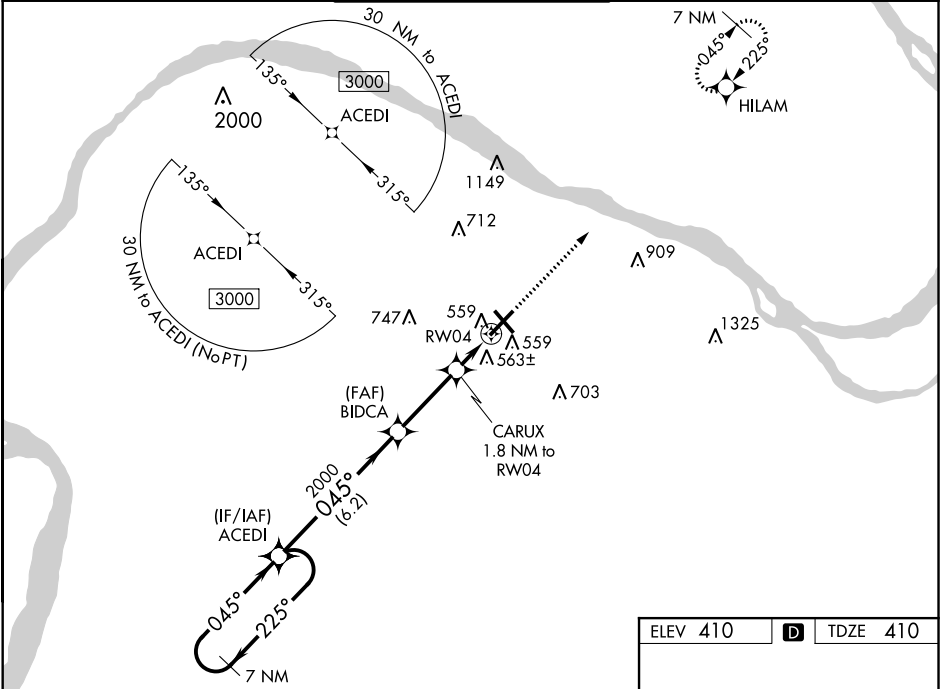 30 NM to ACEDI
135°
3000
ACEDI
315°
2000
7 NM
045°
225°
HILAM
1149
712
135°
ACEDI
3000
315°
30 NM to ACEDI (NoPT)
909
747
559
RW04
559
563±
1325
703
(FAF)
BIDCA
CARUX
1.8 NM to
RW04
2000
045°
(6.2)
(IF/IAF)
ACEDI
045°
225°
7 NM
ELEV 410 D TDZE 410